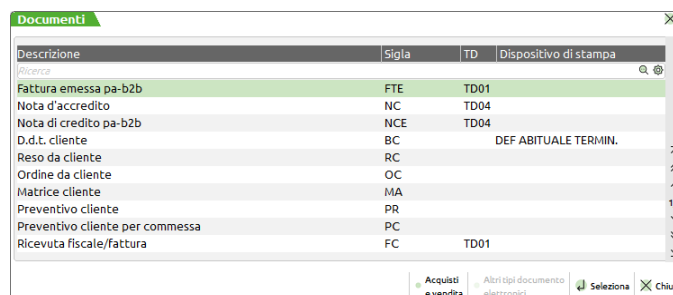 Documenti
Descrizione Sigla TD Dispositivo di stampa
Ricerca
Fattura emessa pa-b2b FTE TD01
Nota d'accredito NC TD04
Nota di credito pa-b2b NCE TD04
D.d.t. cliente BC DEF ABITUALE TERMIN.
Reso da cliente RC
Ordine da cliente OC
Matrice cliente MA
Preventivo cliente PR
Preventivo cliente per commessa PC
Ricevuta fiscale/fattura FC TD01
Acquisti e vendita Altri tipi documento elettronici Seleziona Chiu